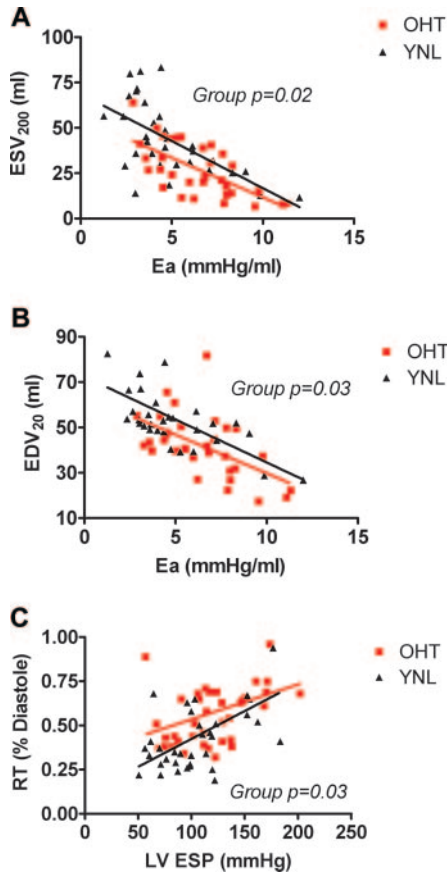 A
OHT
YNL
100
75
50
25
0
ESV200 (ml)
Group p=0.02
0 5 10 15
Ea (mmHg/ml)
B
OHT
YNL
90
70
50
30
10
EDV20 (ml)
Group p=0.03
0 5 10 15
Ea (mmHg/ml)
C
OHT
YNL
1.00
0.75
0.50
0.25
0.00
RT (% Diastole)
Group p=0.03
0 50 100 150 200 250
LV ESP (mmHg)